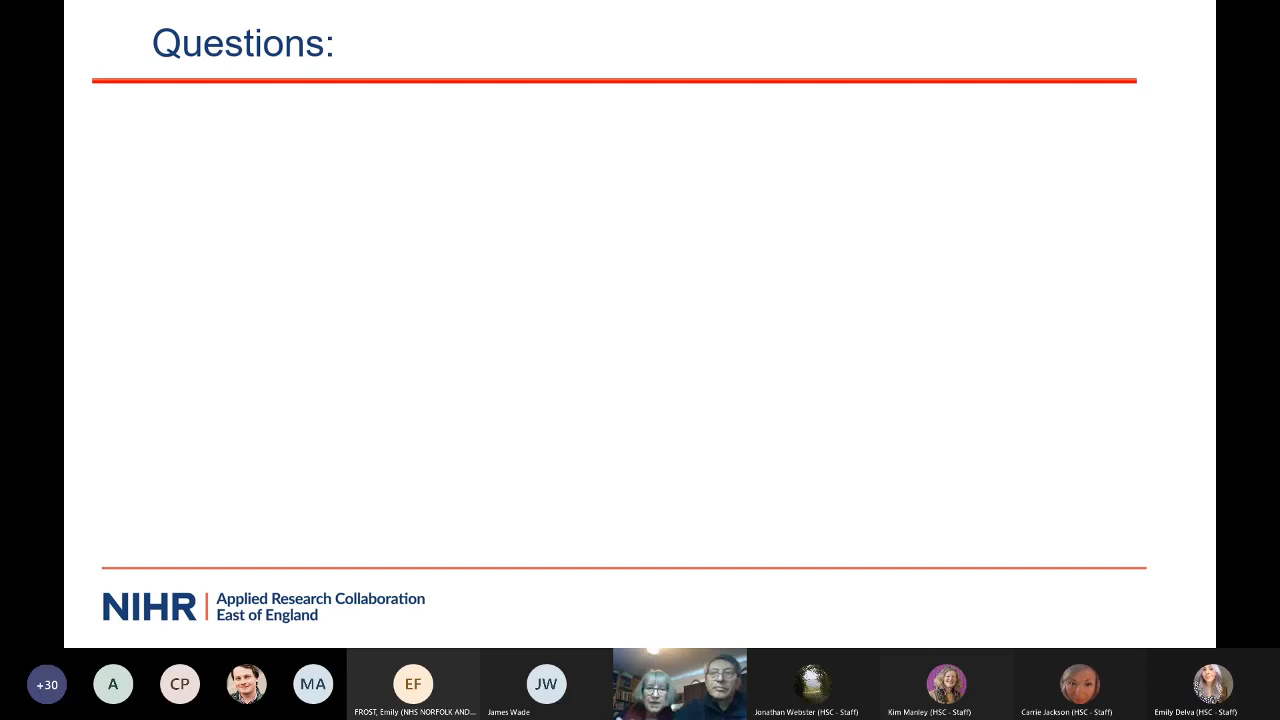 Questions:
NIHR
Applied Research Collaboration
East of England
+30
A
CP
MA
EF
FROST, Emily (NHS NORFOLK AND...
JW
James Wade
Jonathan Webster (HSC - Staff)
Kim Manley (HSC - Staff)
Carrie Jackson (HSC - Staff)
Emily Delva (HSC - Staff)